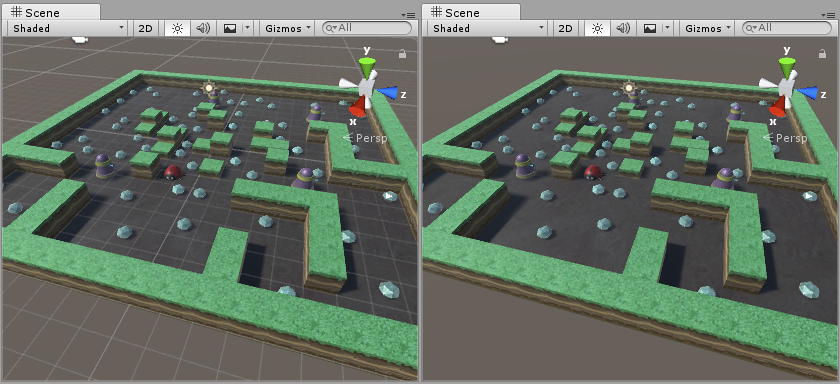 Scene
Shaded 2D Gizmos All
y
z
x
Persp
Scene
Shaded 2D Gizmos All
y
z
x
Persp